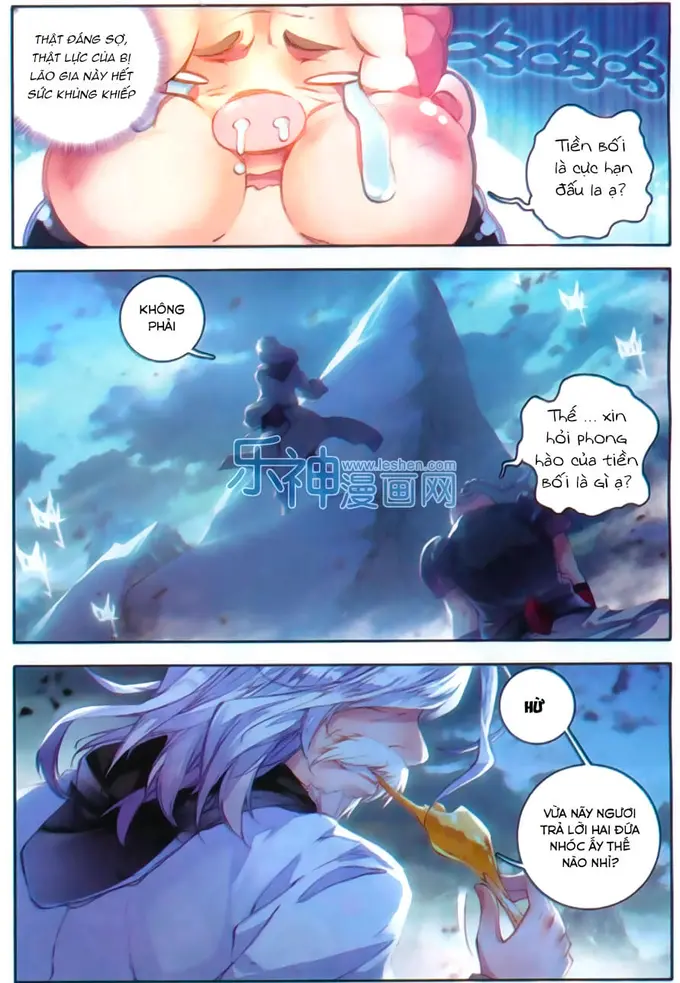 THẬT ĐÁNG SỢ,
THẬT LỰC CỦA BỊ
LÃO GIA NÀY HẾT
SỨC KHỦNG KHIẾP
Tiền bối
là cực hạn
đấu la ạ?
KHÔNG
PHẢI
Thế ... xin
hỏi phong
hào của tiền
bối là gì ạ?
www.leshen.com
乐神漫画网
HỪ
VỪA NÃY NGƯƠI
TRẢ LỜI HAI ĐỨA
NHÓC ẤY THẾ
NÀO NHỈ?